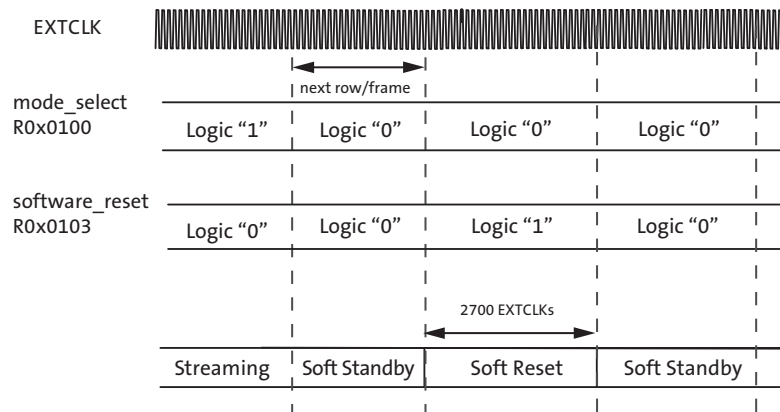 EXTCLK
next row/frame
mode_select
R0x0100
Logic “1” Logic “0” Logic “0” Logic “0”
software_reset
R0x0103
Logic “0” Logic “0” Logic “1” Logic “0”
2700 EXTCLKs
Streaming Soft Standby Soft Reset Soft Standby